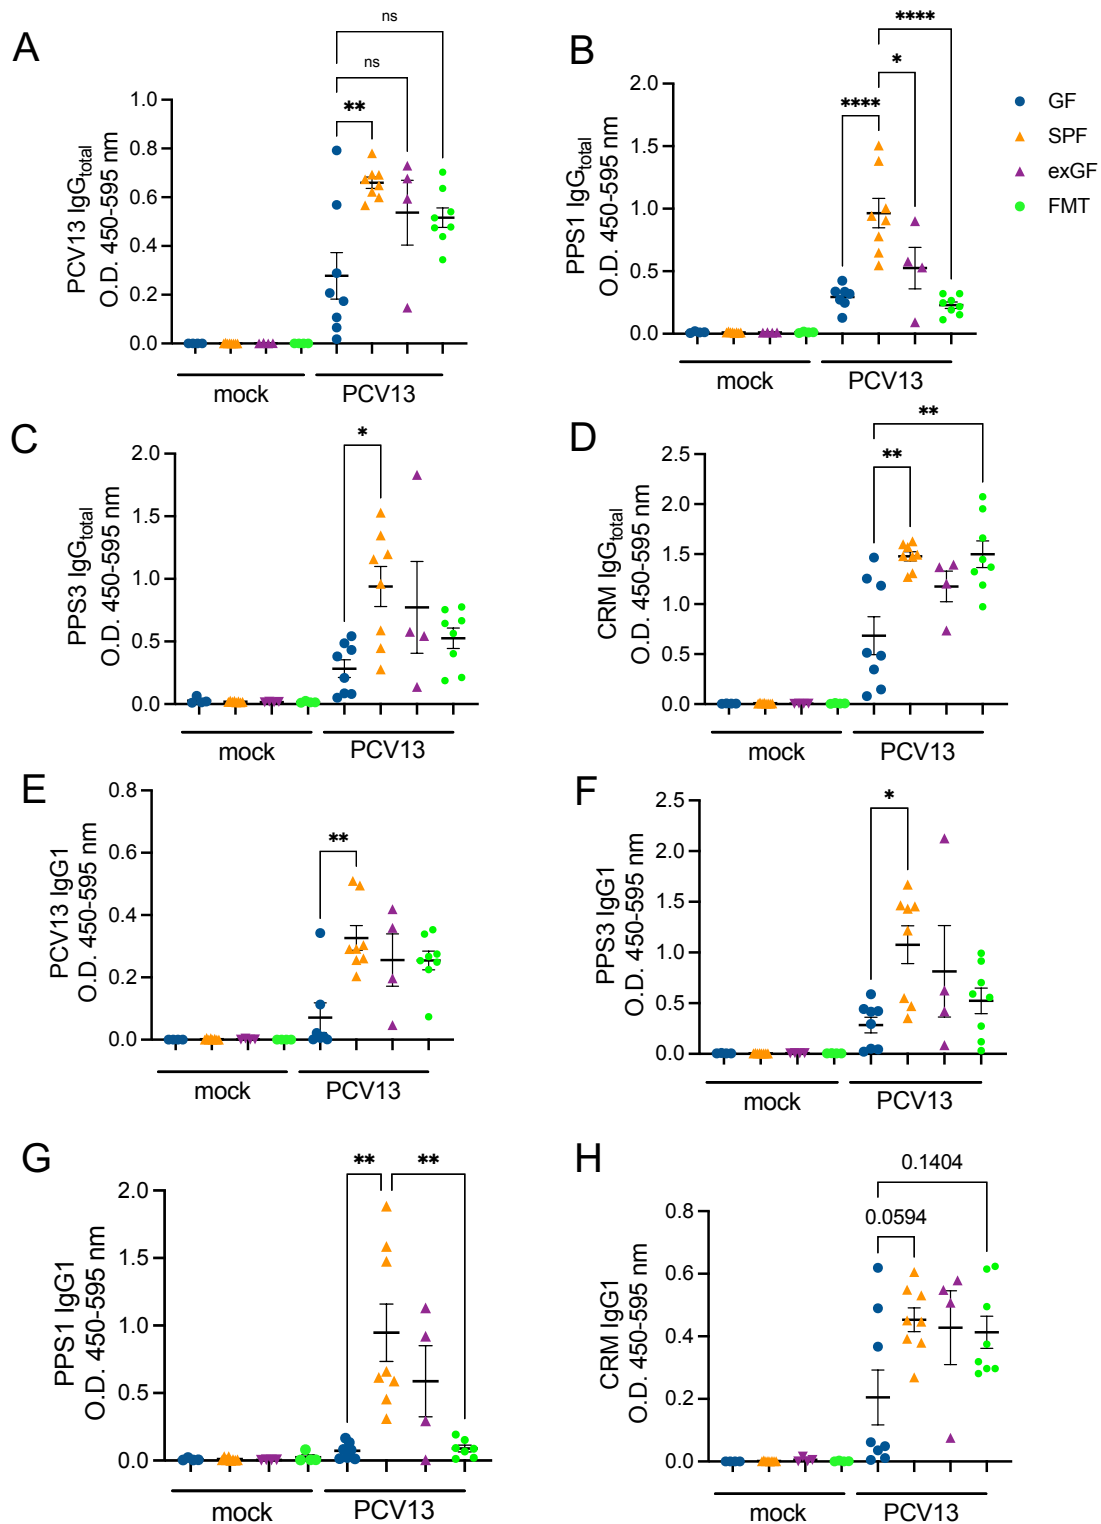 A
PCV13 IgGtotal
O.D. 450-595 nm
1.0
0.8
0.6
0.4
0.2
0.0
ns
ns
**
mock
PCV13
B
PPS1 IgGtotal
O.D. 450-595 nm
2.0
1.5
1.0
0.5
0.0
****
*
****
mock
PCV13
GF
SPF
exGF
FMT
C
PPS3 IgGtotal
O.D. 450-595 nm
2.0
1.5
1.0
0.5
0.0
*
mock
PCV13
D
CRM IgGtotal
O.D. 450-595 nm
2.5
2.0
1.5
1.0
0.5
0.0
**
**
mock
PCV13
E
PCV13 IgG1
O.D. 450-595 nm
0.8
0.6
0.4
0.2
0.0
**
mock
PCV13
F
PPS3 IgG1
O.D. 450-595 nm
2.5
2.0
1.5
1.0
0.5
0.0
*
mock
PCV13
G
PPS1 IgG1
O.D. 450-595 nm
2.0
1.5
1.0
0.5
0.0
**
**
mock
PCV13
H
CRM IgG1
O.D. 450-595 nm
0.8
0.6
0.4
0.2
0.0
0.1404
0.0594
mock
PCV13